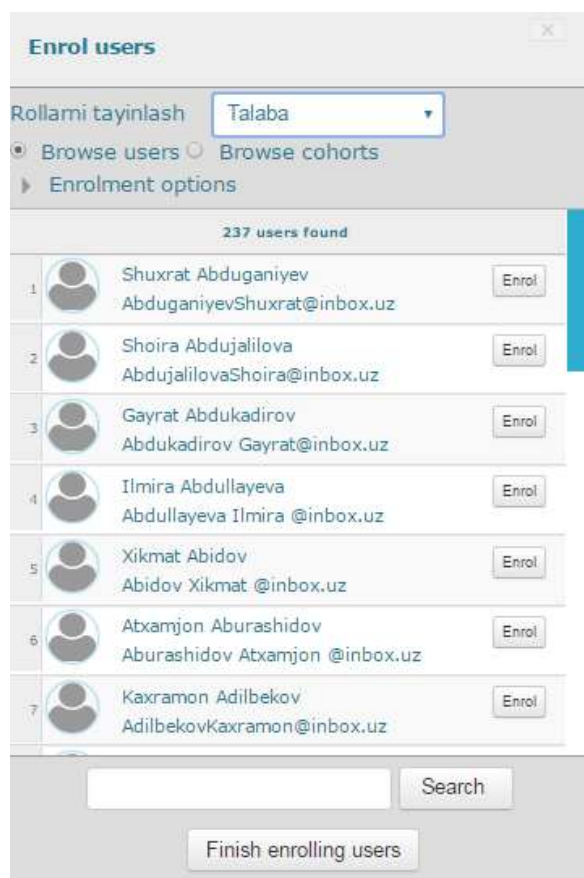 Enrol users
Rollarni tayinlash Talaba
Browse users Browse cohorts
Enrolment options
237 users found
1 Shuxrat Abduganiyev Enrol
AbduganiyevShuxrat@inbox.uz
2 Shoira Abdujalilova Enrol
AbdujalilovaShoira@inbox.uz
3 Gayrat Abdukadirov Enrol
Abdukadirov Gayrat@inbox.uz
4 Ilmira Abdullayeva Enrol
Abdullayeva Ilmira @inbox.uz
5 Xikmat Abidov Enrol
Abidov Xikmat @inbox.uz
6 Atxamjon Aburashidov Enrol
Aburashidov Atxamjon @inbox.uz
7 Kaxramon Adilbekov Enrol
AdilbekovKaxramon@inbox.uz
Search
Finish enrolling users